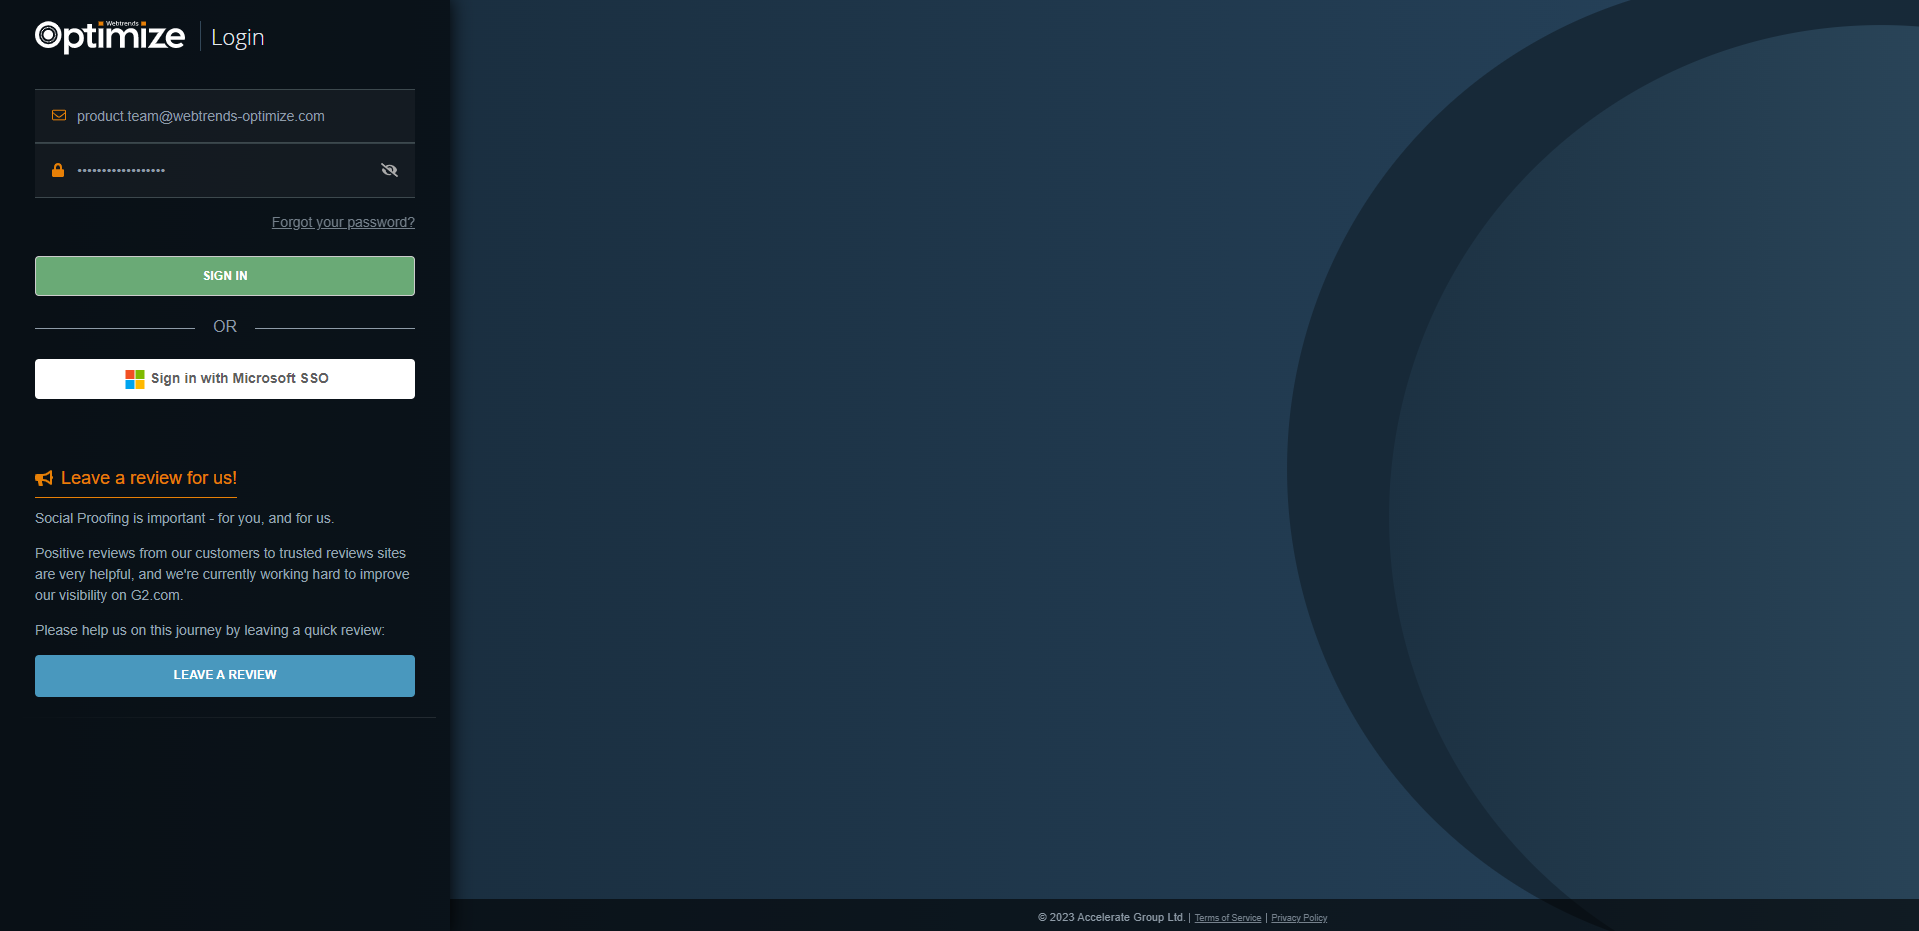 Webtrends
Optimize
Login
product.team@webtrends-optimize.com
••••••••••••••••••
Forgot your password?
SIGN IN
OR
Sign in with Microsoft SSO
Leave a review for us!
Social Proofing is important - for you, and for us.
Positive reviews from our customers to trusted reviews sites
are very helpful, and we're currently working hard to improve
our visibility on G2.com.
Please help us on this journey by leaving a quick review:
LEAVE A REVIEW
© 2023 Accelerate Group Ltd. | Terms of Service | Privacy Policy